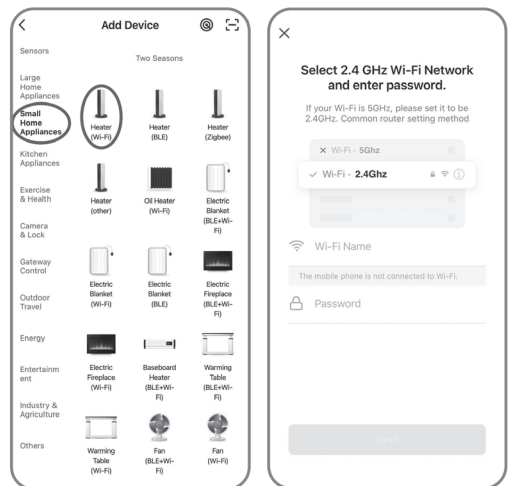 Add Device
Sensors
Large
Home
Appliances
Small
Home
Appliances
Kitchen
Appliances
Exercise
& Health
Camera
& Lock
Gateway
Control
Outdoor
Travel
Energy
Entertainm
ent
Industry &
Agriculture
Others
Two Seasons
Heater
(Wi-Fi)
Heater
(BLE)
Heater
(Zigbee)
Heater
(other)
Oil Heater
(Wi-Fi)
Electric
Blanket
(BLE+Wi-
Fi)
Electric
Blanket
(Wi-Fi)
Electric
Blanket
(BLE)
Electric
Fireplace
(BLE+Wi-
Fi)
Electric
Fireplace
(Wi-Fi)
Baseboard
Heater
(BLE+Wi-
Fi)
Warming
Table
(BLE+Wi-
Fi)
Warming
Table
(Wi-Fi)
Fan
(BLE+Wi-
Fi)
Fan
(Wi-Fi)
Select 2.4 GHz Wi-Fi Network
and enter password.
If your Wi-Fi is 5GHz, please set it to be
2.4GHz. Common router setting method
Wi-Fi - 5Ghz
Wi-Fi - 2.4Ghz
Wi-Fi Name
The mobile phone is not connected to Wi-Fi.
Password
Next